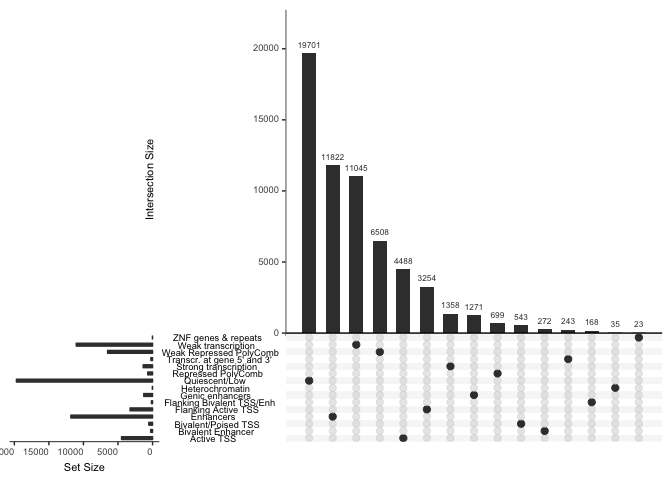 20000
15000
10000
5000
0
Intersection Size
19701
11822
11045
6508
4488
3254
1358
1271
699
543
272
243
168
35
23
ZNF genes & repeats
Weak transcription
Weak Repressed PolyComb
Transcr. at gene 5' and 3'
Strong transcription
Repressed PolyComb
Quiescent/Low
Heterochromatin
Genic enhancers
Flanking Bivalent TSS/Enh
Flanking Active TSS
Enhancers
Bivalent/Poised TSS
Bivalent Enhancer
Active TSS
000 15000 10000 5000 0
Set Size